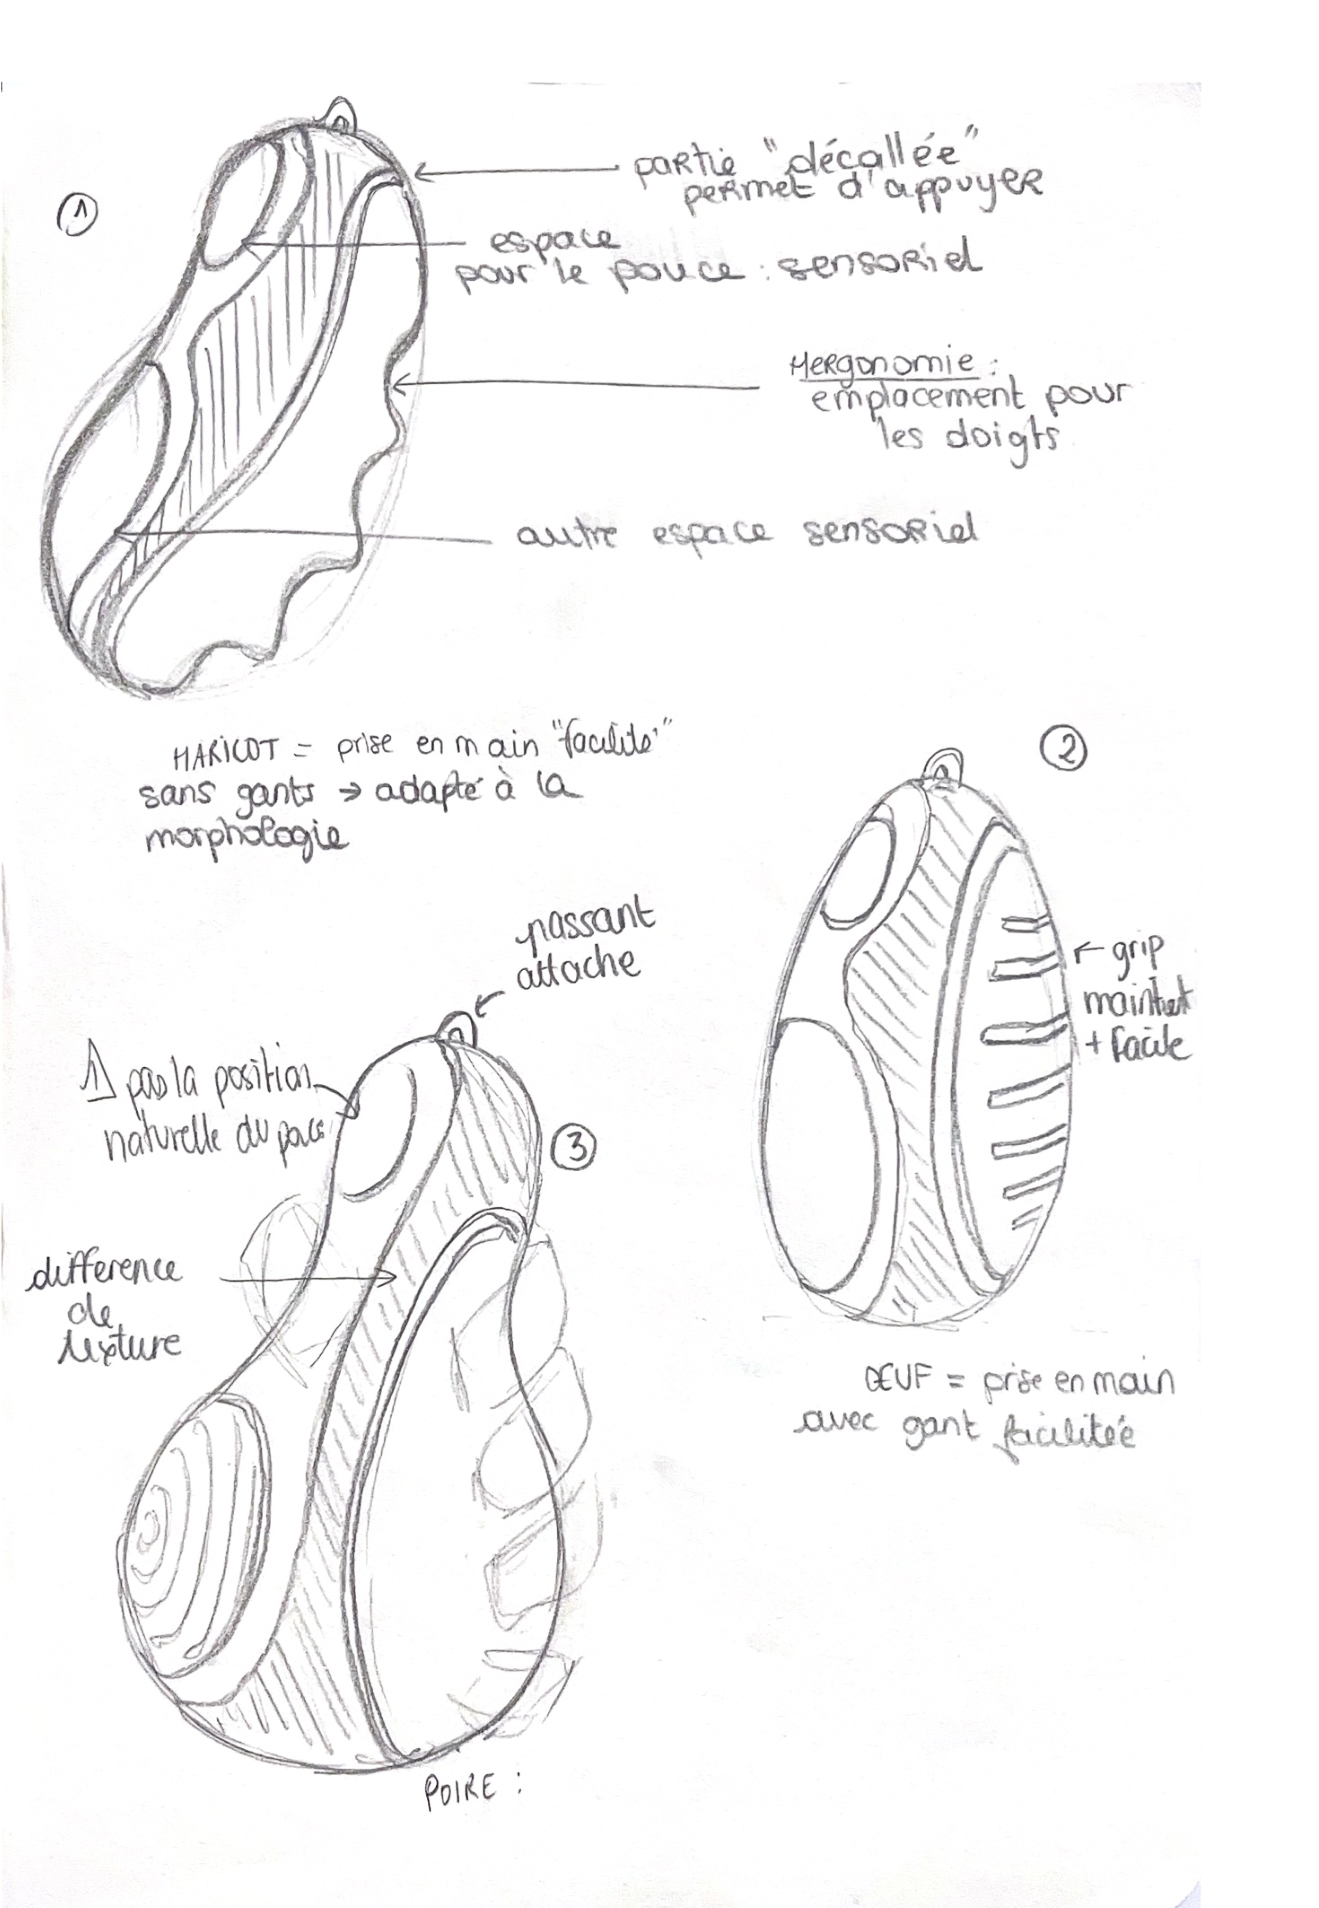 ①
partie "décallée"
permet d'appuyer
espace
pour le pouce : sensoriel
Hergonomie :
emplacement pour
les doigts
autre espace sensoriel
HARICOT = prise en main "facilité"
sans gants → adapté à la
morphologie
②
← grip
maintient
+ facile
ŒUF = prise en main
avec gant facilitée
passant
attache
⚠ pas la position
naturelle du pouce
③
difference
de
texture
POIRE :